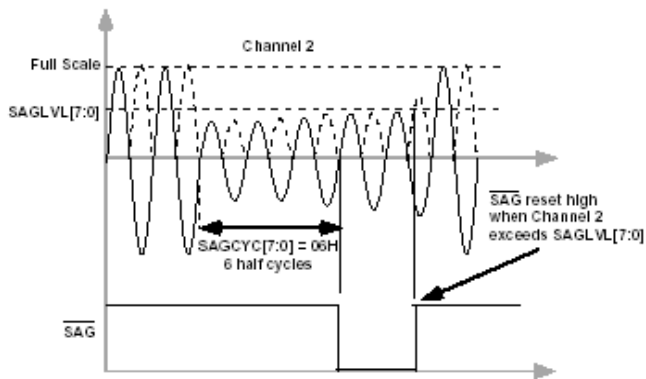 Channel 2
Full Scale
SAGLVL[7:0]
SAG reset high
when Channel 2
exceeds SAGLVL[7:0]
SAGCYC[7:0] = 06H
6 half cycles
SAG